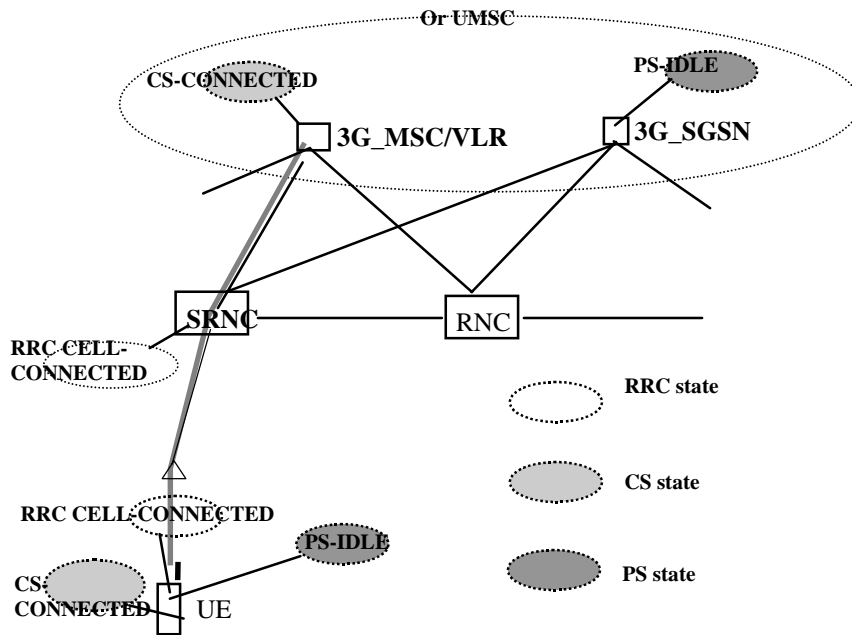 Or UMSC
CS-CONNECTED
PS-IDLE
3G_MSC/VLR
3G_SGSN
SRNC
RNC
RRC CELL-
CONNECTED
RRC state
CS state
RRC CELL-CONNECTED
PS-IDLE
PS state
CS-
CONNECTED
UE